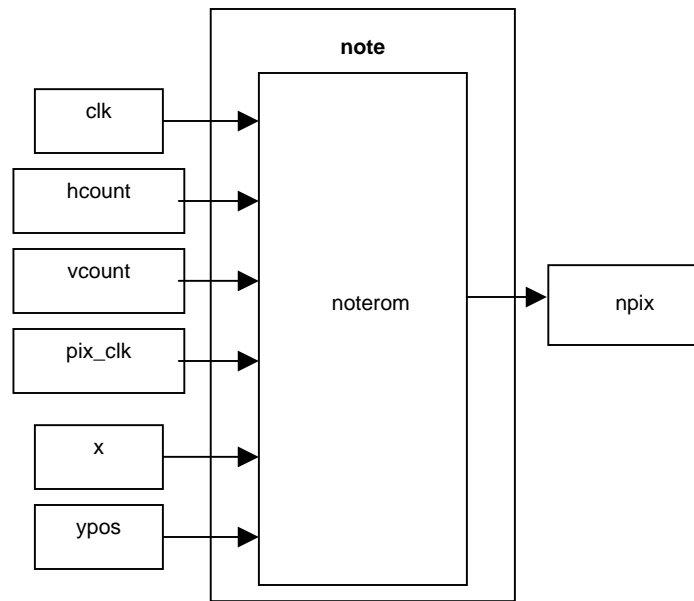 note
clk
hcount
vcount
noterom
npix
pix_clk
x
ypos